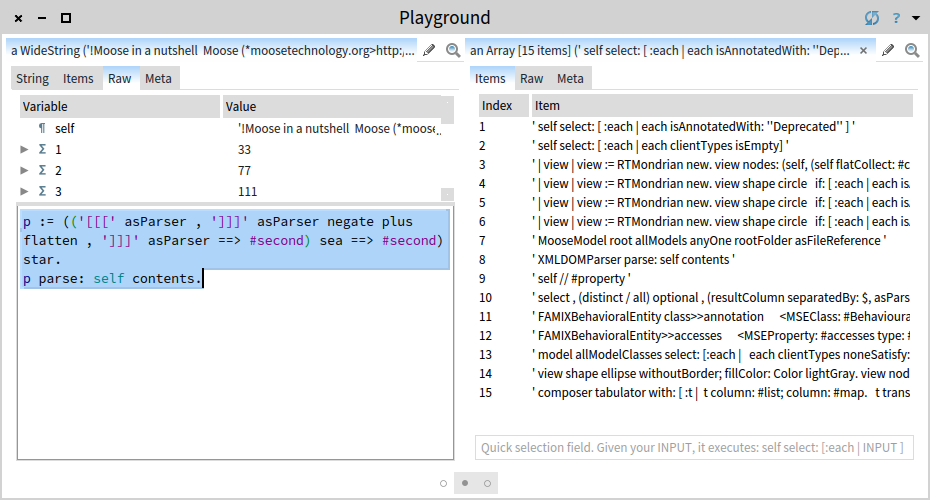 Playground
?
a WideString ('!Moose in a nutshell  Moose (*moosetechnology.org>http:,...
String Items Raw Meta
Variable Value
¶ self '!Moose in a nutshell  Moose (*moose
Σ 1 33
Σ 2 77
Σ 3 111
p := (('[[[' asParser , ']]]' asParser negate plus
flatten , ']]]' asParser ==> #second) sea ==> #second)
star.
p parse: self contents.
an Array [15 items] (' self select: [ :each | each isAnnotatedWith: ''Dep...
Items Raw Meta
Index Item
1 ' self select: [ :each | each isAnnotatedWith: ''Deprecated'' ] '
2 ' self select: [ :each | each clientTypes isEmpty] '
3 ' | view | view := RTMondrian new. view nodes: (self, (self flatCollect: #c
4 ' | view | view := RTMondrian new. view shape circle   if: [ :each | each is
5 ' | view | view := RTMondrian new. view shape circle   if: [ :each | each is
6 ' | view | view := RTMondrian new. view shape circle   if: [ :each | each is
7 ' MooseModel root allModels anyOne rootFolder asFileReference '
8 ' XMLDOMParser parse: self contents '
9 ' self // #property '
10 ' select , (distinct / all) optional , (resultColumn separatedBy: $, asPars
11 ' FAMIXBehaviouralEntity class>>annotation     <MSEClass: #Behavioura
12 ' FAMIXBehaviouralEntity>>accesses     <MSEProperty: #accesses type: #
13 ' model allModelClasses select: [:each |   each clientTypes noneSatisfy:
14 ' view shape ellipse withoutBorder; fillColor: Color lightGray. view nod
15 ' composer tabulator with: [ :t | t column: #list; column: #map.   t trans
Quick selection field. Given your INPUT, it executes: self select: [:each | INPUT ]